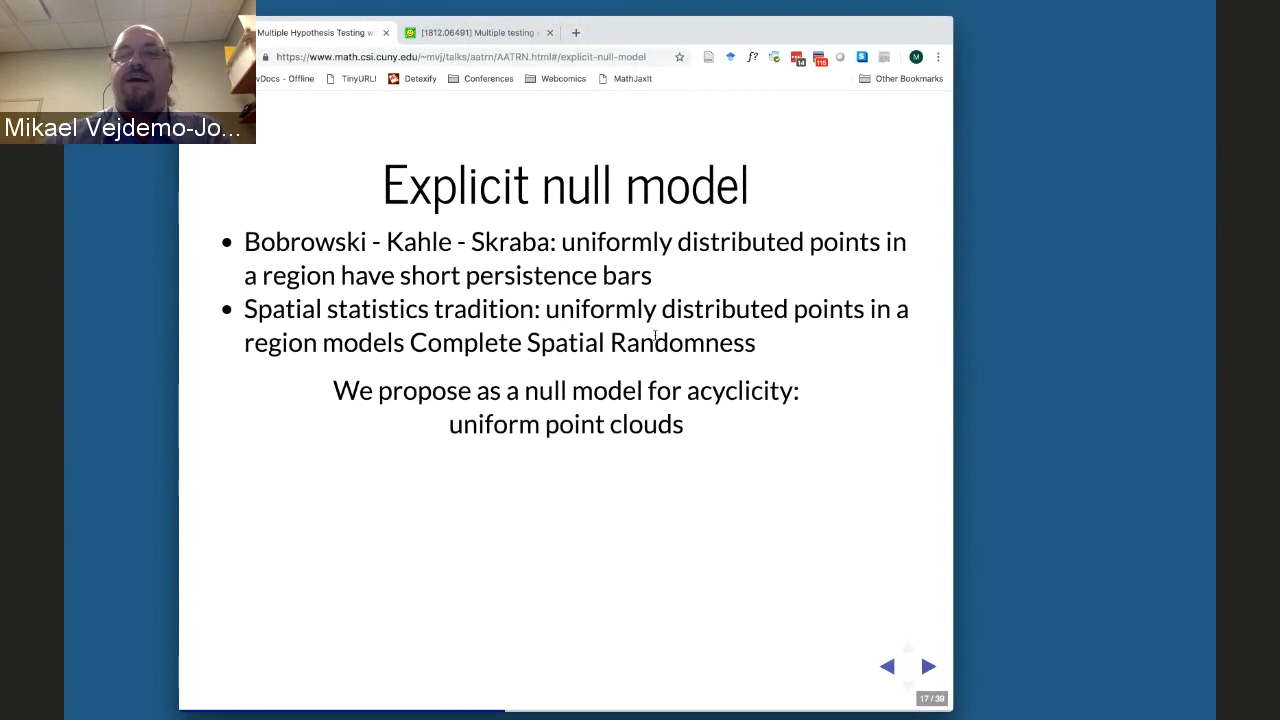 Multiple Hypothesis Testing w
[1812.06491] Multiple testing
https://www.math.csi.cuny.edu/~mvj/talks/aatrn/AATRN.html#/explicit-null-model
14
115
M
vDocs - Offline
TinyURL!
Detexify
Conferences
Webcomics
MathJaxIt
Other Bookmarks
Mikael Vejdemo-Jo...
Explicit null model
• Bobrowski - Kahle - Skraba: uniformly distributed points in
a region have short persistence bars
• Spatial statistics tradition: uniformly distributed points in a
region models Complete Spatial Randomness
We propose as a null model for acyclicity:
uniform point clouds
17 / 39